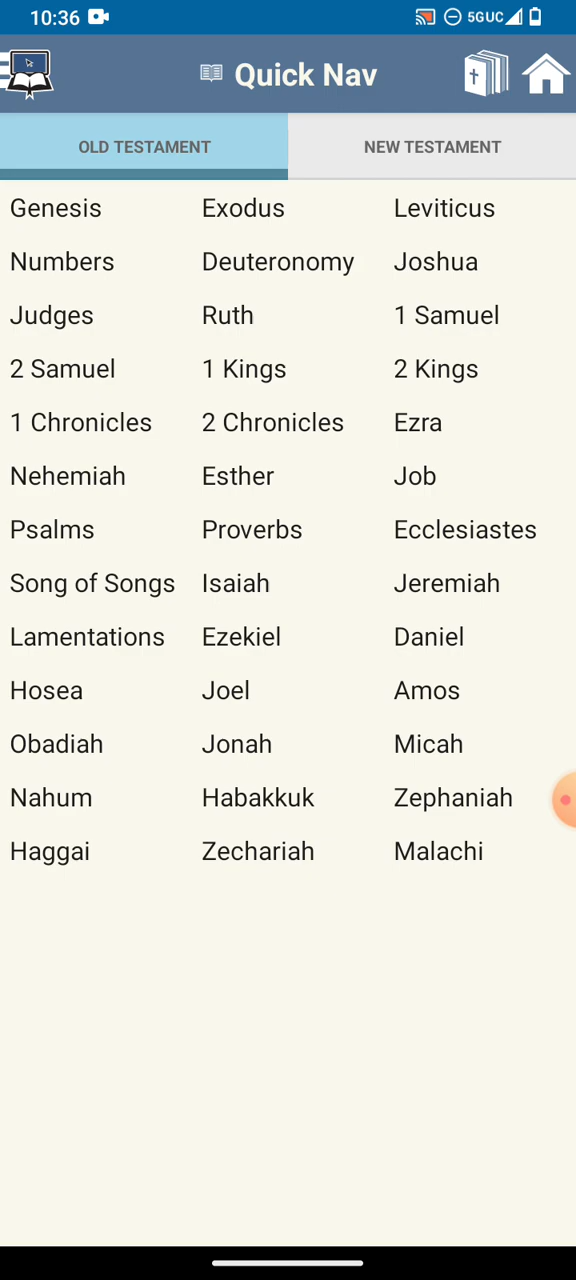 10:36 5GUC
Quick Nav
OLD TESTAMENT NEW TESTAMENT
Genesis Exodus Leviticus
Numbers Deuteronomy Joshua
Judges Ruth 1 Samuel
2 Samuel 1 Kings 2 Kings
1 Chronicles 2 Chronicles Ezra
Nehemiah Esther Job
Psalms Proverbs Ecclesiastes
Song of Songs Isaiah Jeremiah
Lamentations Ezekiel Daniel
Hosea Joel Amos
Obadiah Jonah Micah
Nahum Habakkuk Zephaniah
Haggai Zechariah Malachi